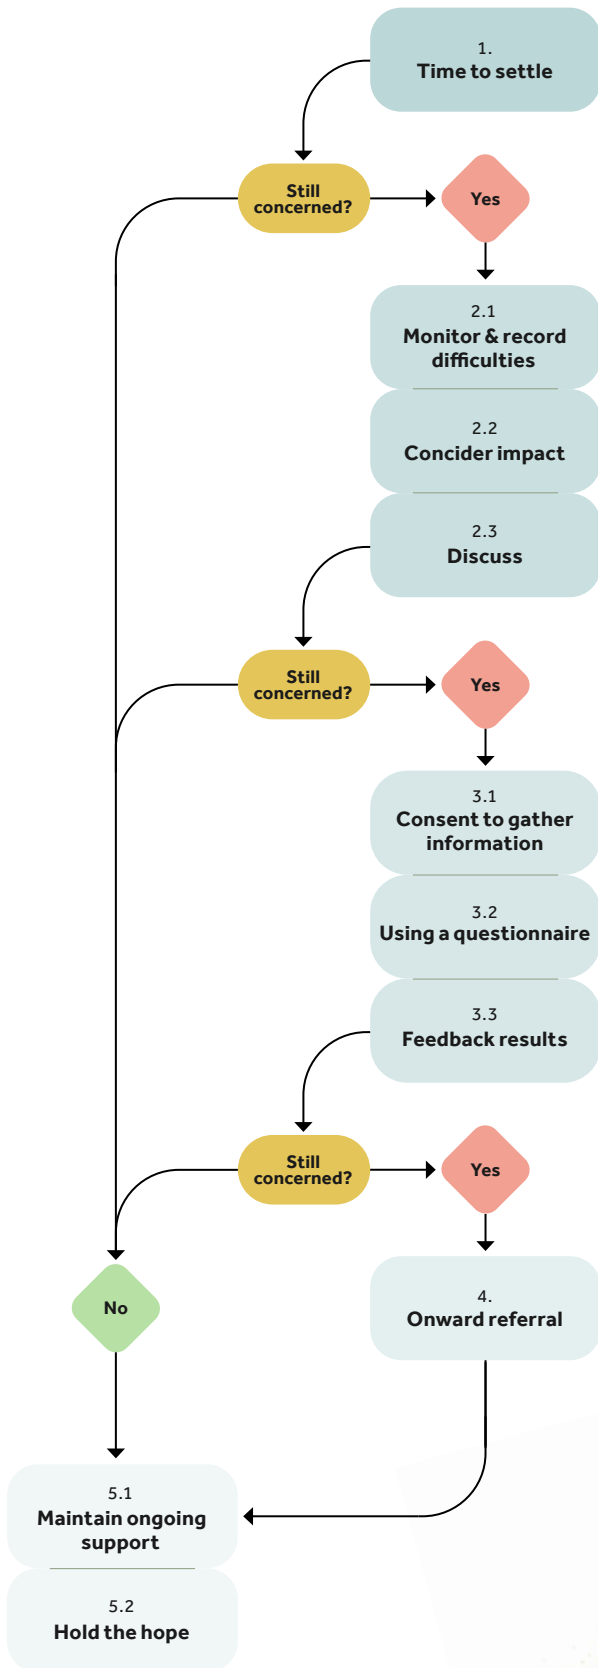 1.
Time to settle
Still
concerned?
Yes
2.1
Monitor & record
difficulties
2.2
Concider impact
2.3
Discuss
Still
concerned?
Yes
3.1
Consent to gather
information
3.2
Using a questionnaire
3.3
Feedback results
Still
concerned?
Yes
No
4.
Onward referral
5.1
Maintain ongoing
support
5.2
Hold the hope